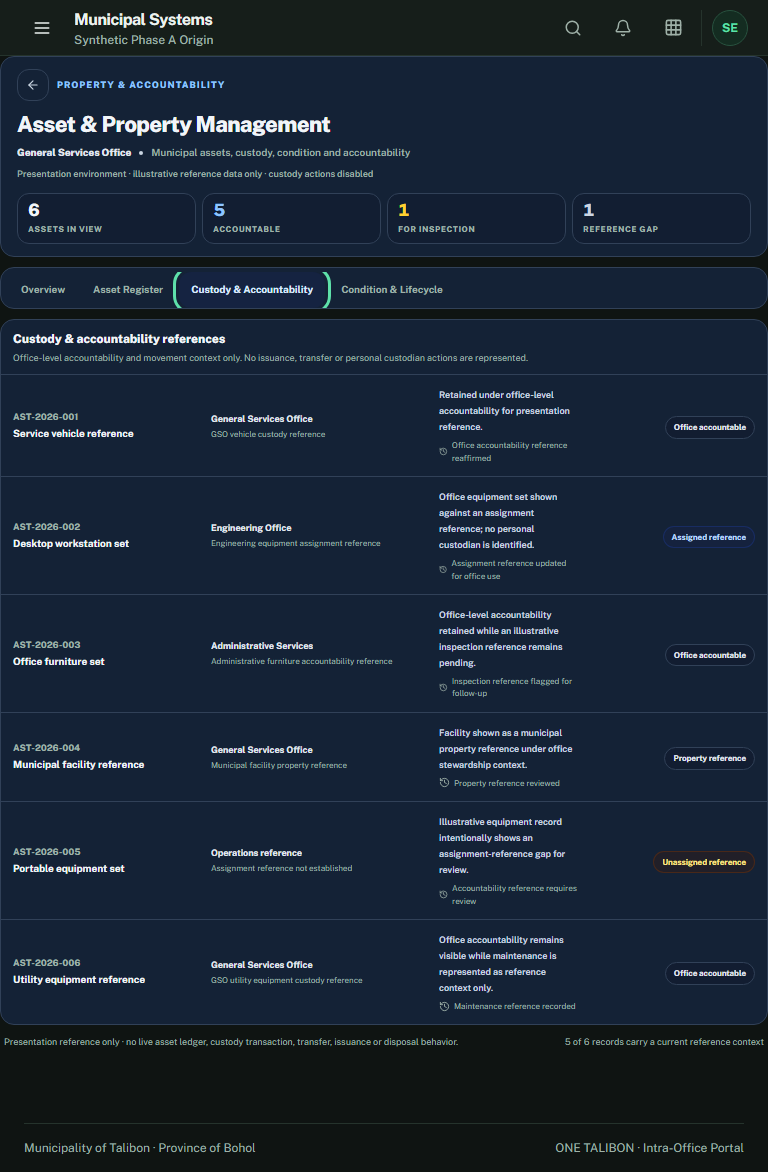 Municipal Systems
Synthetic Phase A Origin
SE
PROPERTY & ACCOUNTABILITY
Asset & Property Management
General Services Office • Municipal assets, custody, condition and accountability
Presentation environment · illustrative reference data only · custody actions disabled
6
ASSETS IN VIEW
5
ACCOUNTABLE
1
FOR INSPECTION
1
REFERENCE GAP
Overview
Asset Register
Custody & Accountability
Condition & Lifecycle
Custody & accountability references
Office-level accountability and movement context only. No issuance, transfer or personal custodian actions are represented.
AST-2026-001
Service vehicle reference
General Services Office
GSO vehicle custody reference
Retained under office-level
accountability for presentation
reference.
Office accountability reference
reaffirmed
Office accountable
AST-2026-002
Desktop workstation set
Engineering Office
Engineering equipment assignment reference
Office equipment set shown
against an assignment
reference; no personal
custodian is identified.
Assignment reference updated
for office use
Assigned reference
AST-2026-003
Office furniture set
Administrative Services
Administrative furniture accountability reference
Office-level accountability
retained while an illustrative
inspection reference remains
pending.
Inspection reference flagged for
follow-up
Office accountable
AST-2026-004
Municipal facility reference
General Services Office
Municipal facility property reference
Facility shown as a municipal
property reference under office
stewardship context.
Property reference reviewed
Property reference
AST-2026-005
Portable equipment set
Operations reference
Assignment reference not established
Illustrative equipment record
intentionally shows an
assignment-reference gap for
review.
Accountability reference requires
review
Unassigned reference
AST-2026-006
Utility equipment reference
General Services Office
GSO utility equipment custody reference
Office accountability remains
visible while maintenance is
represented as reference
context only.
Maintenance reference recorded
Office accountable
Presentation reference only · no live asset ledger, custody transaction, transfer, issuance or disposal behavior.
5 of 6 records carry a current reference context
Municipality of Talibon · Province of Bohol
ONE TALIBON · Intra-Office Portal